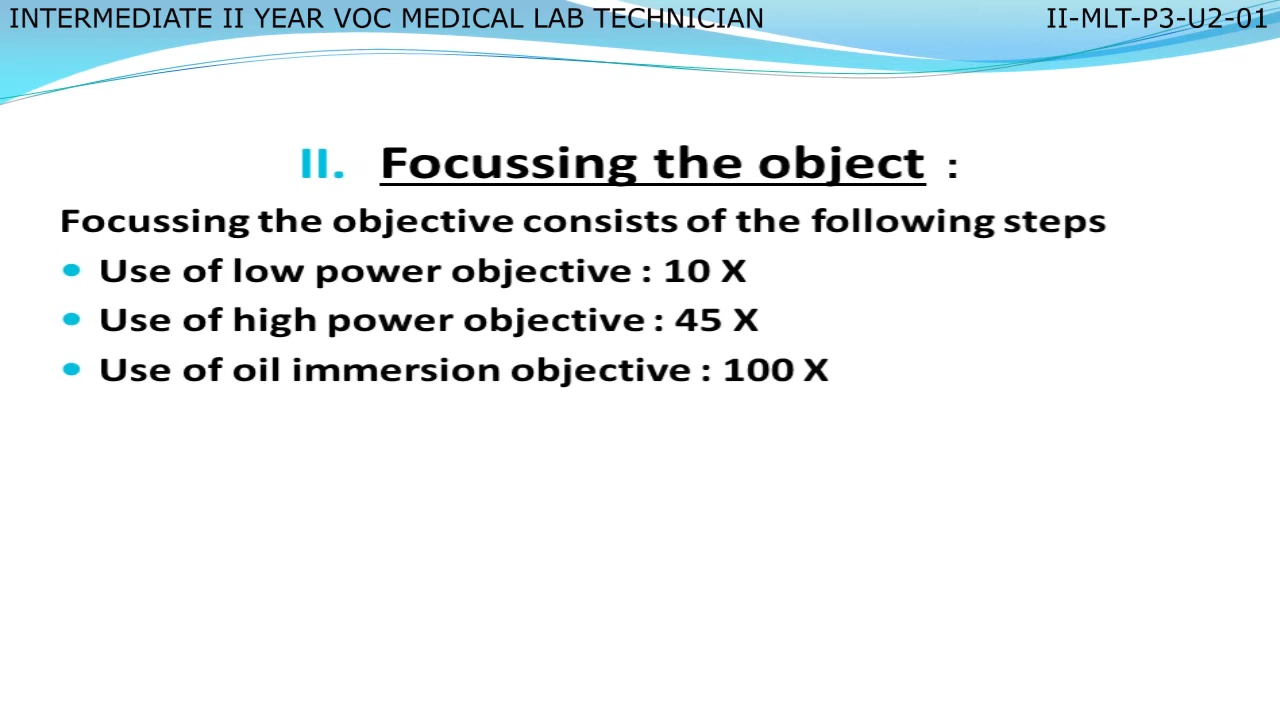 INTERMEDIATE II YEAR VOC MEDICAL LAB TECHNICIAN II-MLT-P3-U2-01
II. Focussing the object :
Focussing the objective consists of the following steps
• Use of low power objective : 10 X
• Use of high power objective : 45 X
• Use of oil immersion objective : 100 X